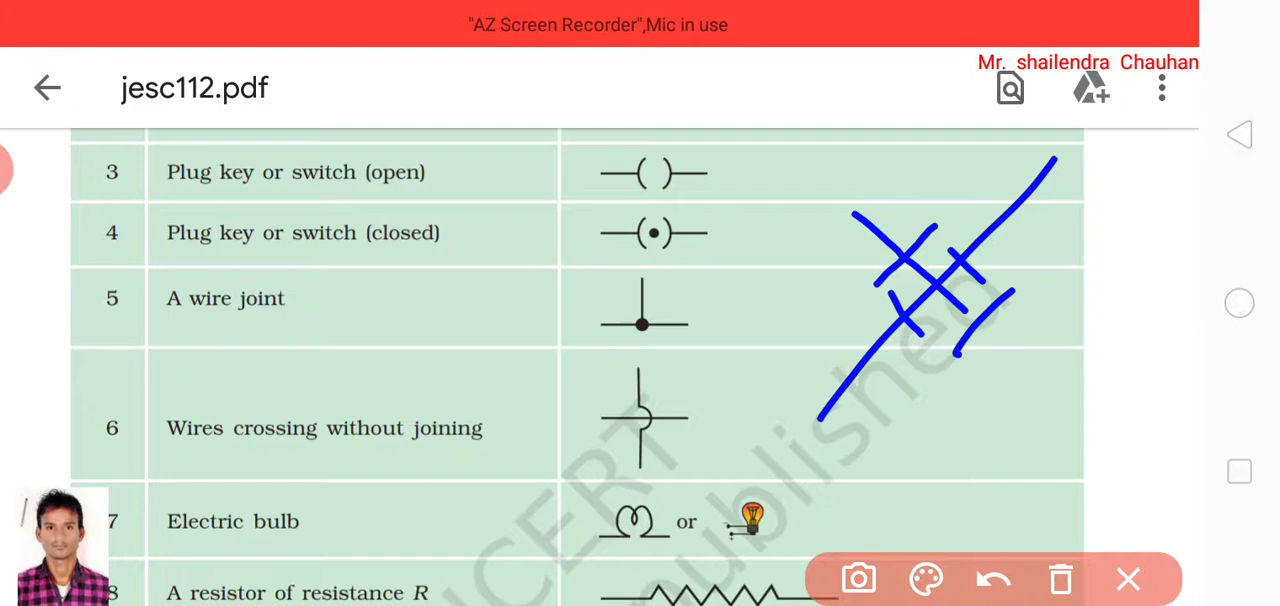 "AZ Screen Recorder",Mic in use
Mr. shailendra Chauhan
jesc112.pdf
3 Plug key or switch (open)
4 Plug key or switch (closed)
5 A wire joint
6 Wires crossing without joining
7 Electric bulb or
8 A resistor of resistance R
NCERT
published